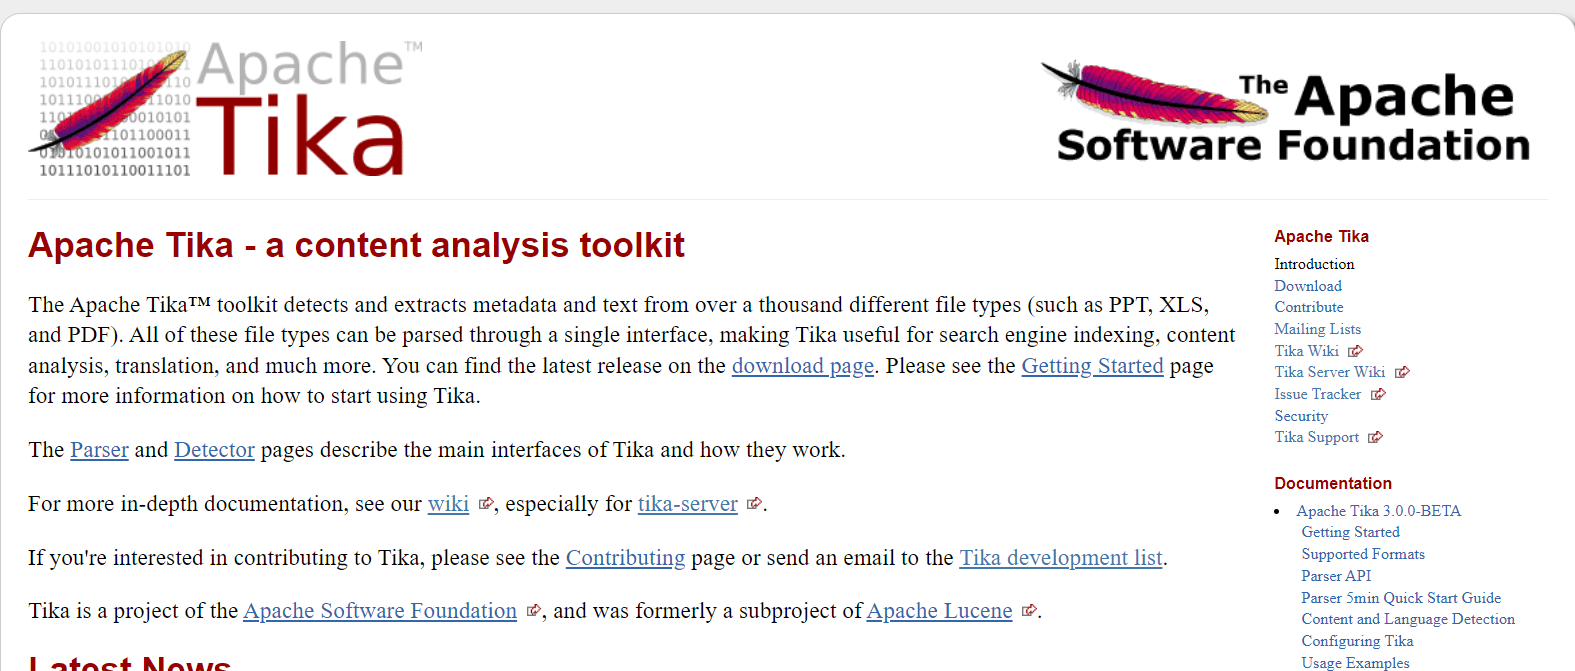 10101001010101010
Apache™
Tika
The Apache
Software Foundation
Apache Tika - a content analysis toolkit
The Apache Tika™ toolkit detects and extracts metadata and text from over a thousand different file types (such as PPT, XLS,
and PDF). All of these file types can be parsed through a single interface, making Tika useful for search engine indexing, content
analysis, translation, and much more. You can find the latest release on the download page. Please see the Getting Started page
for more information on how to start using Tika.
The Parser and Detector pages describe the main interfaces of Tika and how they work.
For more in-depth documentation, see our wiki, especially for tika-server.
If you're interested in contributing to Tika, please see the Contributing page or send an email to the Tika development list.
Tika is a project of the Apache Software Foundation, and was formerly a subproject of Apache Lucene.
Latest News
Apache Tika
Introduction
Download
Contribute
Mailing Lists
Tika Wiki
Tika Server Wiki
Issue Tracker
Security
Tika Support
Documentation
Apache Tika 3.0.0-BETA
Getting Started
Supported Formats
Parser API
Parser 5min Quick Start Guide
Content and Language Detection
Configuring Tika
Usage Examples